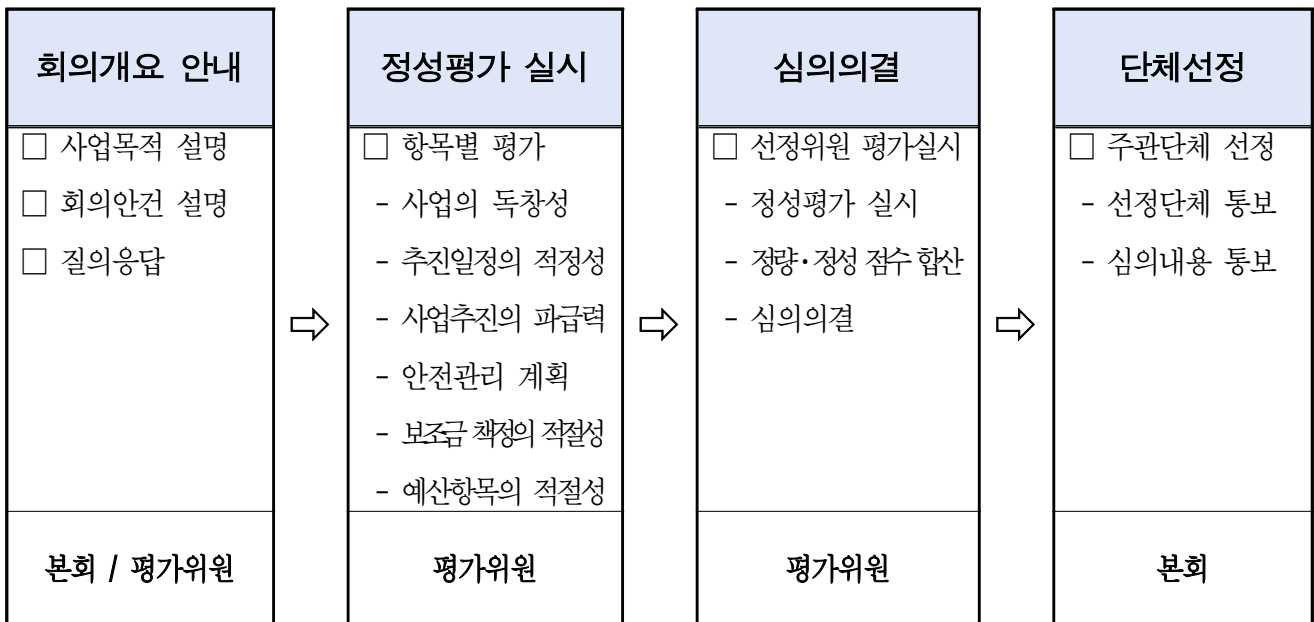 회의개요 안내
□ 사업목적 설명
□ 회의안건 설명
□ 질의응답
본회 / 평가위원
⇨
정성평가 실시
□ 항목별 평가
- 사업의 독창성
- 추진일정의 적정성
- 사업추진의 파급력
- 안전관리 계획
- 보조금 책정의 적절성
- 예산항목의 적절성
평가위원
⇨
심의의결
□ 선정위원 평가실시
- 정성평가 실시
- 정량·정성 점수 합산
- 심의의결
평가위원
⇨
단체선정
□ 주관단체 선정
- 선정단체 통보
- 심의내용 통보
본회